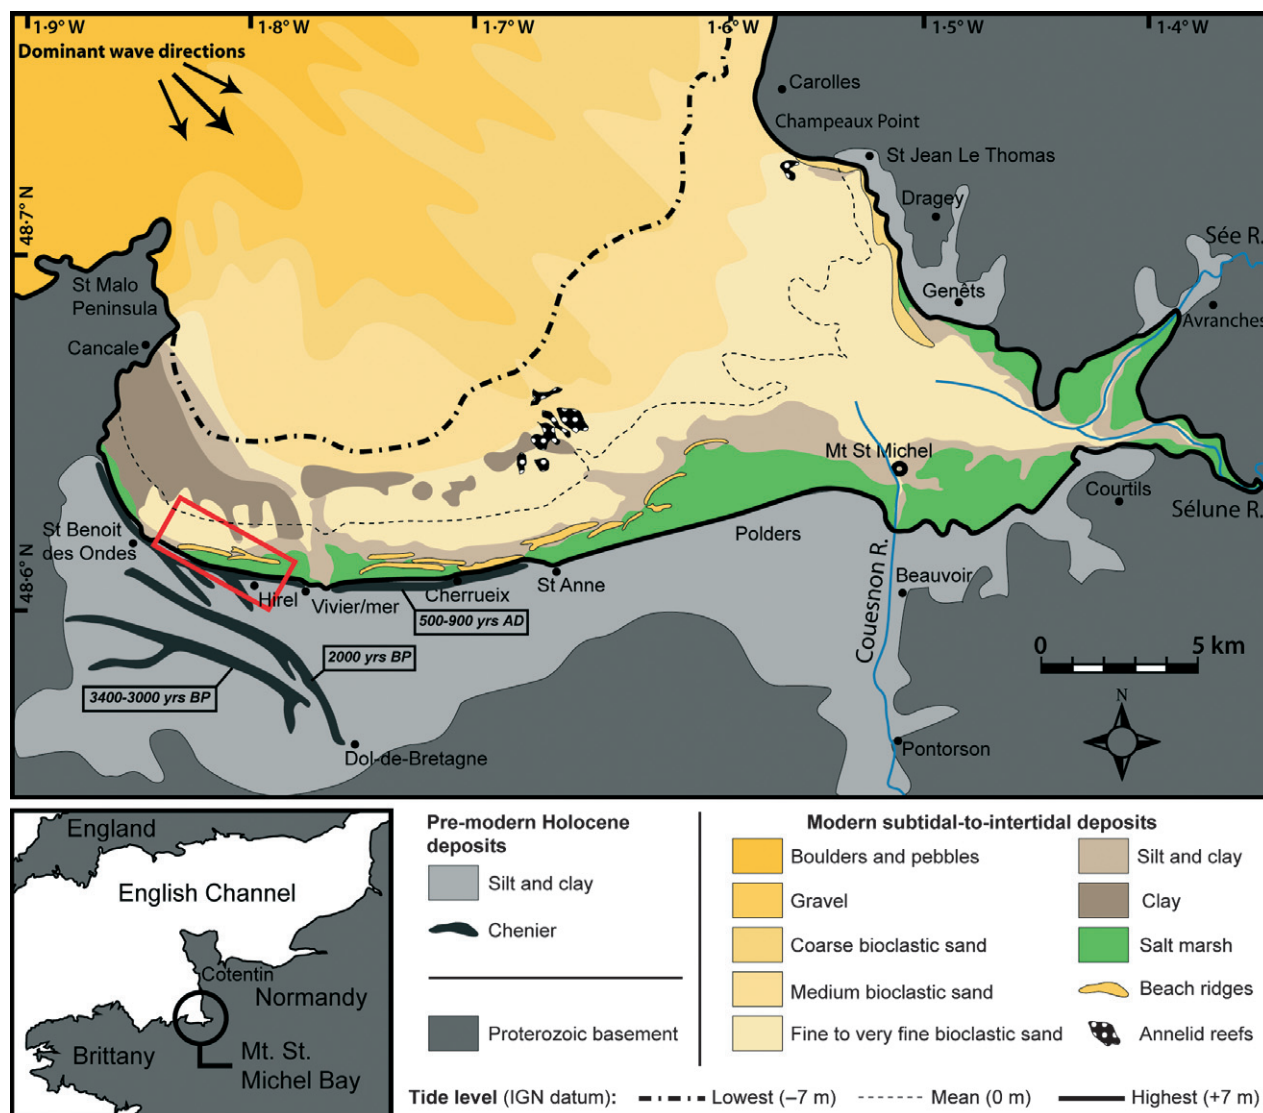 1·9° W
1·8° W
1·7° W
1·6° W
1·5° W
1·4° W
Dominant wave directions
48·7° N
48·6° N
Carolles
Champeaux Point
St Jean Le Thomas
Dragey
Sée R.
Genêts
Avranches
St Malo
Peninsula
Cancale
Mt St Michel
Courtils
Sélune R.
St Benoit
des Ondes
Polders
Hirel
Vivier/mer
Cherrueix
St Anne
Beauvoir
Couesnon R.
500-900 yrs AD
2000 yrs BP
3400-3000 yrs BP
0
5 km
N
Dol-de-Bretagne
Pontorson
England
English Channel
Cotentin
Normandy
Brittany
Mt. St.
Michel Bay
Pre-modern Holocene
deposits
Silt and clay
Chenier
Proterozoic basement
Modern subtidal-to-intertidal deposits
Boulders and pebbles
Gravel
Coarse bioclastic sand
Medium bioclastic sand
Fine to very fine bioclastic sand
Silt and clay
Clay
Salt marsh
Beach ridges
Annelid reefs
Tide level (IGN datum): Lowest (–7 m) Mean (0 m) Highest (+7 m)